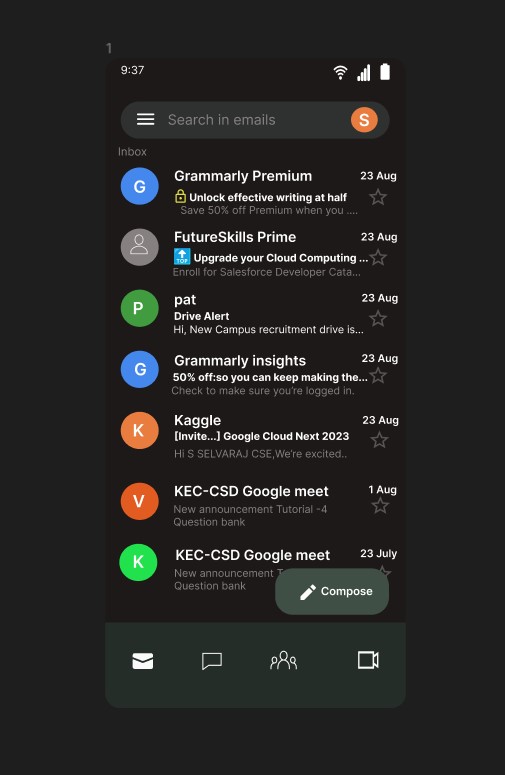 1
9:37
Search in emails S
Inbox
G Grammarly Premium 23 Aug
Unlock effective writing at half
Save 50% off Premium when you ....
FutureSkills Prime 23 Aug
TOP Upgrade your Cloud Computing ...
Enroll for Salesforce Developer Cata...
P pat 23 Aug
Drive Alert
Hi, New Campus recruitment drive is...
G Grammarly insights 23 Aug
50% off:so you can keep making the...
Check to make sure you're logged in.
K Kaggle 23 Aug
[Invite...] Google Cloud Next 2023
Hi S SELVARAJ CSE,We're excited..
V KEC-CSD Google meet 1 Aug
New announcement Tutorial -4
Question bank
K KEC-CSD Google meet 23 July
New announcement
Question bank
Compose